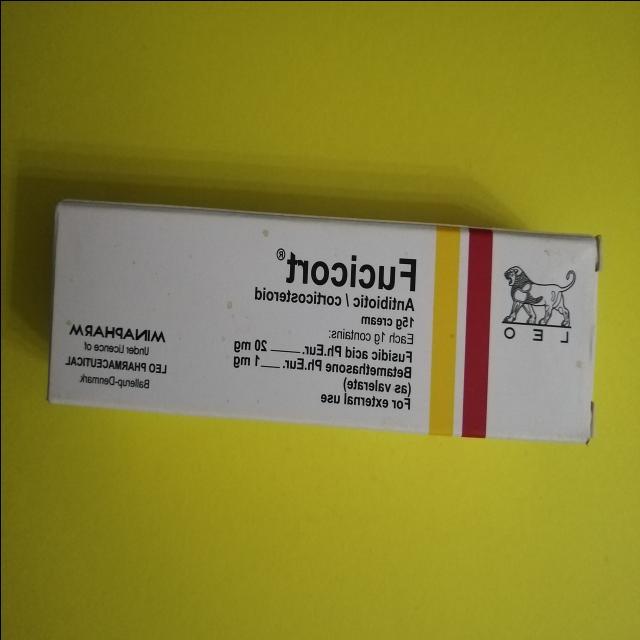 LEO
Fucicort®
Antibiotic / corticosteroid
15g cream
Each 1g contains:
Fusidic acid Ph.Eur. ____ 20 mg
Betamethasone Ph.Eur. ___ 1 mg
(as valerate)
For external use
MINAPHARM
Under Licence of
LEO PHARMACEUTICAL
Ballerup-Denmark